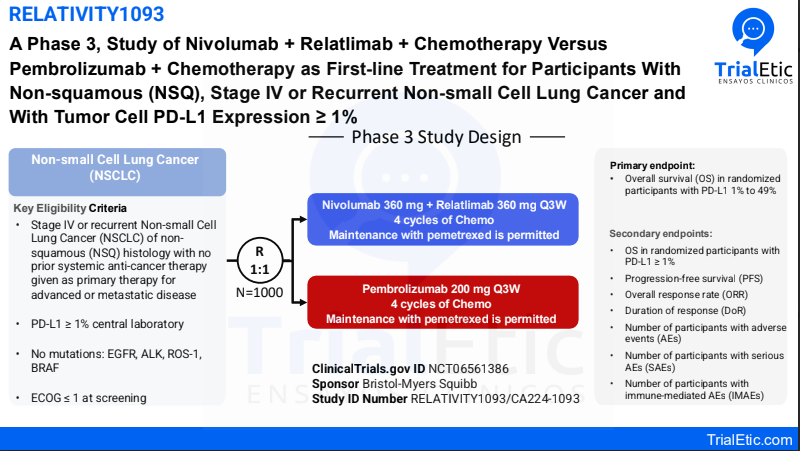 RELATIVITY1093
A Phase 3, Study of Nivolumab + Relatlimab + Chemotherapy Versus
Pembrolizumab + Chemotherapy as First-line Treatment for Participants With
Non-squamous (NSQ), Stage IV or Recurrent Non-small Cell Lung Cancer and
With Tumor Cell PD-L1 Expression ≥ 1%
TrialEtic
ENSAYOS CLINICOS
Phase 3 Study Design
Non-small Cell Lung Cancer
(NSCLC)
Key Eligibility Criteria
• Stage IV or recurrent Non-small Cell
Lung Cancer (NSCLC) of non-
squamous (NSQ) histology with no
prior systemic anti-cancer therapy
given as primary therapy for
advanced or metastatic disease
• PD-L1 ≥ 1% central laboratory
• No mutations: EGFR, ALK, ROS-1,
BRAF
• ECOG ≤ 1 at screening
R
1:1
N=1000
Nivolumab 360 mg + Relatlimab 360 mg Q3W
4 cycles of Chemo
Maintenance with pemetrexed is permitted
Pembrolizumab 200 mg Q3W
4 cycles of Chemo
Maintenance with pemetrexed is permitted
ClinicalTrials.gov ID NCT06561386
Sponsor Bristol-Myers Squibb
Study ID Number RELATIVITY1093/CA224-1093
Primary endpoint:
• Overall survival (OS) in randomized
participants with PD-L1 1% to 49%
Secondary endpoints:
• OS in randomized participants with
PD-L1 ≥ 1%
• Progression-free survival (PFS)
• Overall response rate (ORR)
• Duration of response (DoR)
• Number of participants with adverse
events (AEs)
• Number of participants with serious
AEs (SAEs)
• Number of participants with
immune-mediated AEs (IMAEs)
TrialEtic
ENSAYOS CLINICOS
TrialEtic.com